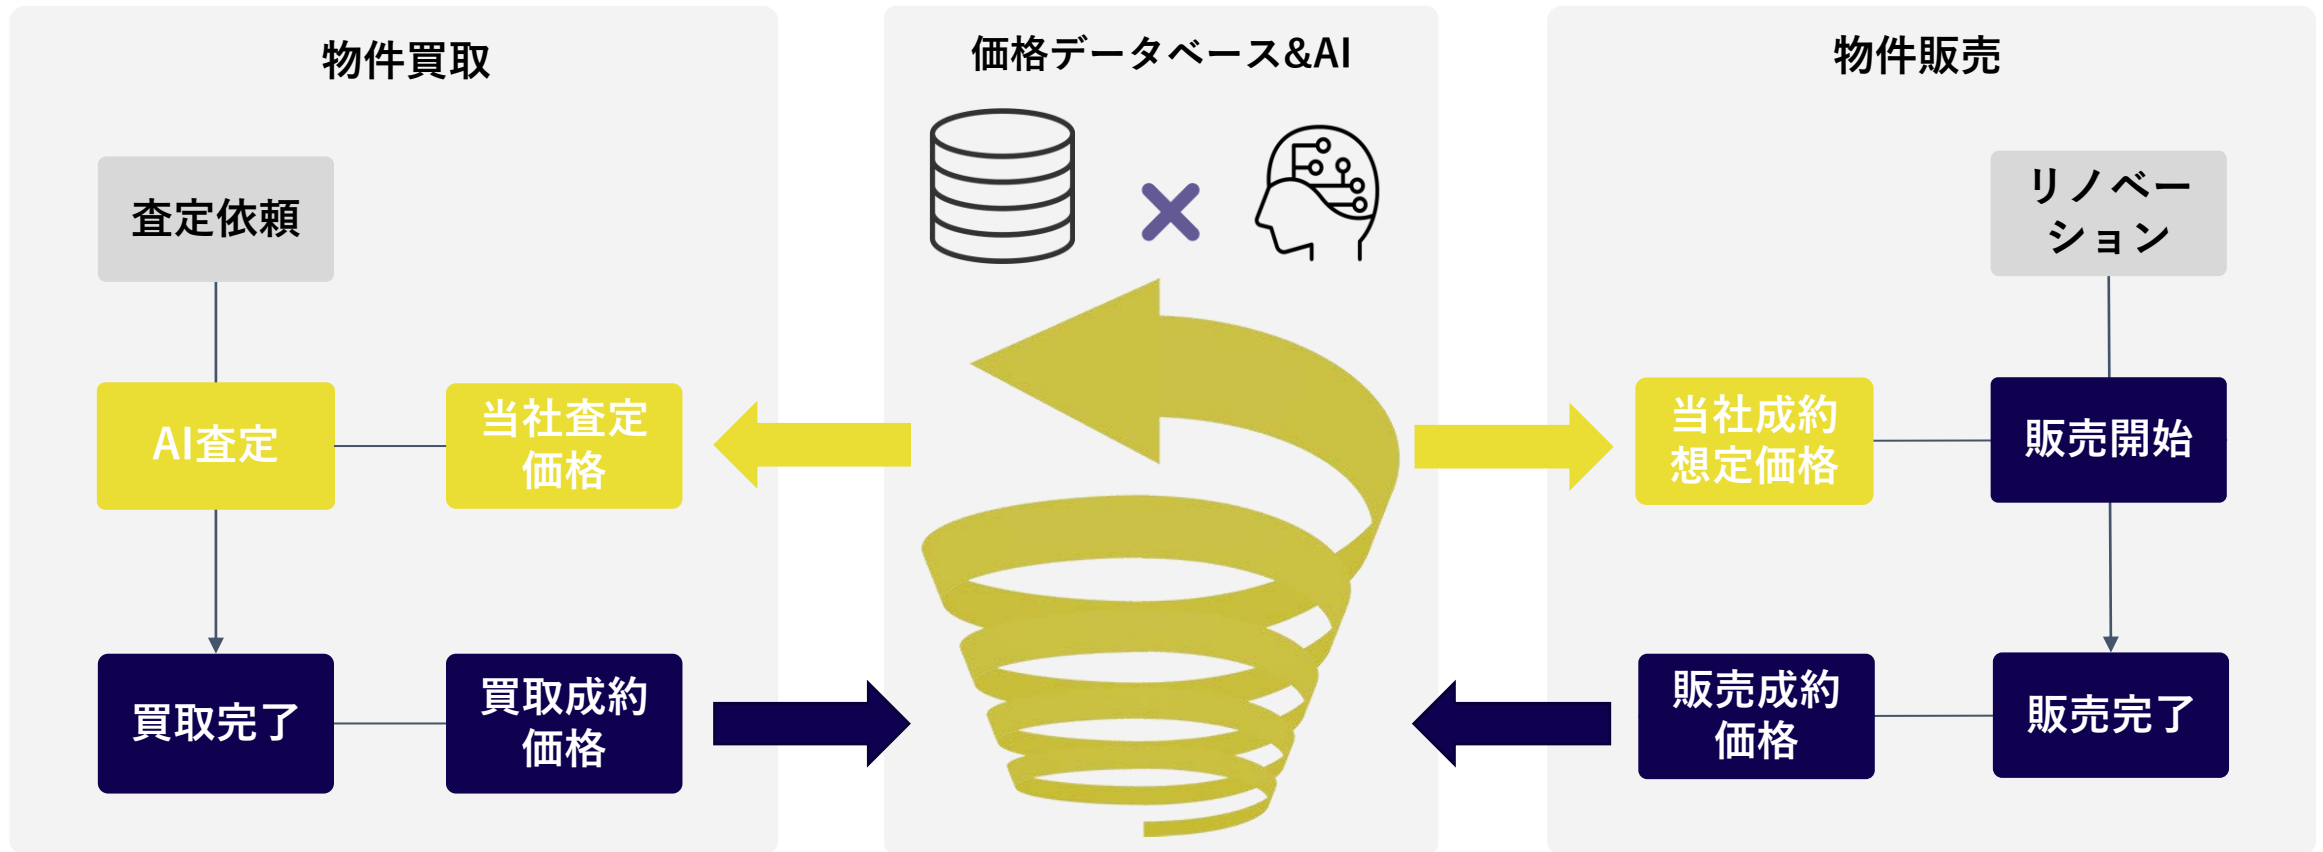 物件買取
査定依頼
AI査定
当社査定
価格
買取完了
買取成約
価格
価格データベース&AI
物件販売
リノベー
ション
当社成約
想定価格
販売開始
販売成約
価格
販売完了